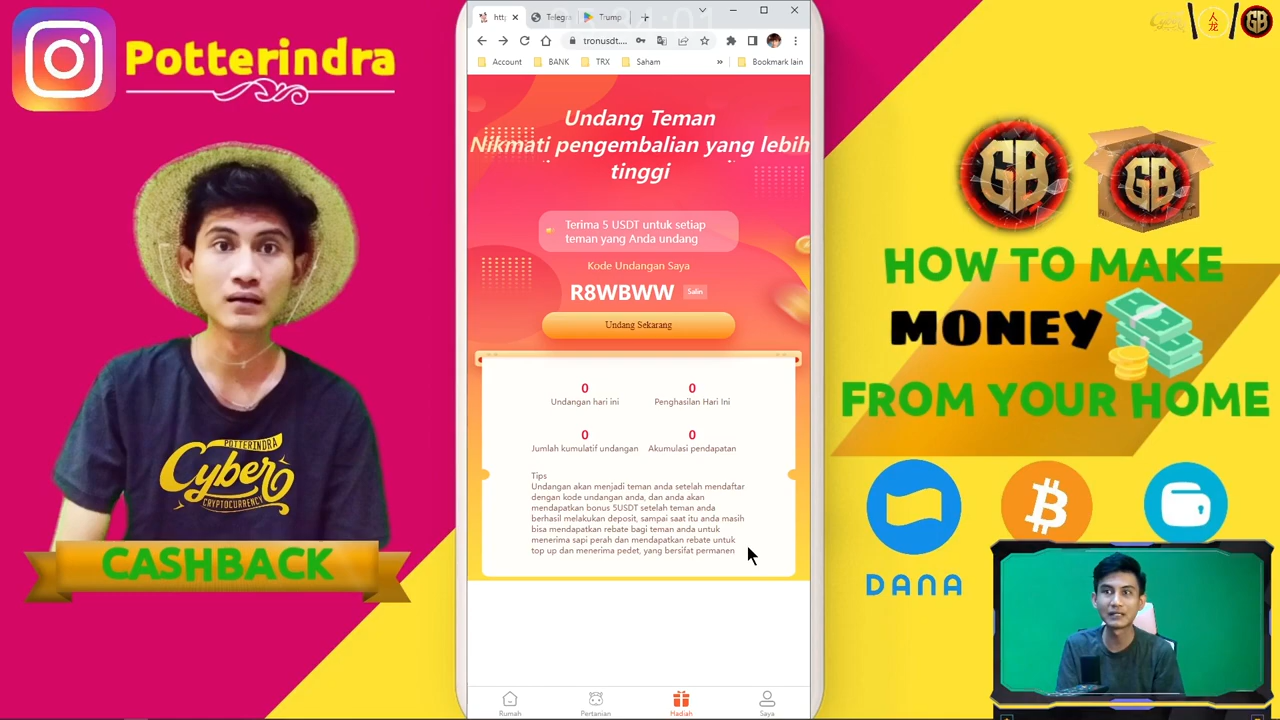 Potterindra
POTTERINDRA
Cyber
CRYPTOCURRENCY
CASHBACK
Telegra
Trump
tronusdt....
Account
BANK
TRX
Saham
»
Bookmark lain
Undang Teman
Nikmati pengembalian yang lebih
tinggi
Terima 5 USDT untuk setiap
teman yang Anda undang
Kode Undangan Saya
R8WBWW
Salin
Undang Sekarang
0
Undangan hari ini
0
Penghasilan Hari Ini
0
Jumlah kumulatif undangan
0
Akumulasi pendapatan
Tips
Undangan akan menjadi teman anda setelah mendaftar
dengan kode undangan anda, dan anda akan
mendapatkan bonus 5USDT setelah teman anda
berhasil melakukan deposit, sampai saat itu anda masih
bisa mendapatkan rebate bagi teman anda untuk
menerima sapi perah dan mendapatkan rebate untuk
top up dan menerima pedet, yang bersifat permanen
Rumah
Pertanian
Hadiah
Saya
人龙
GB
GB
GB
HOW TO MAKE
MONEY
FROM YOUR HOME
DANA